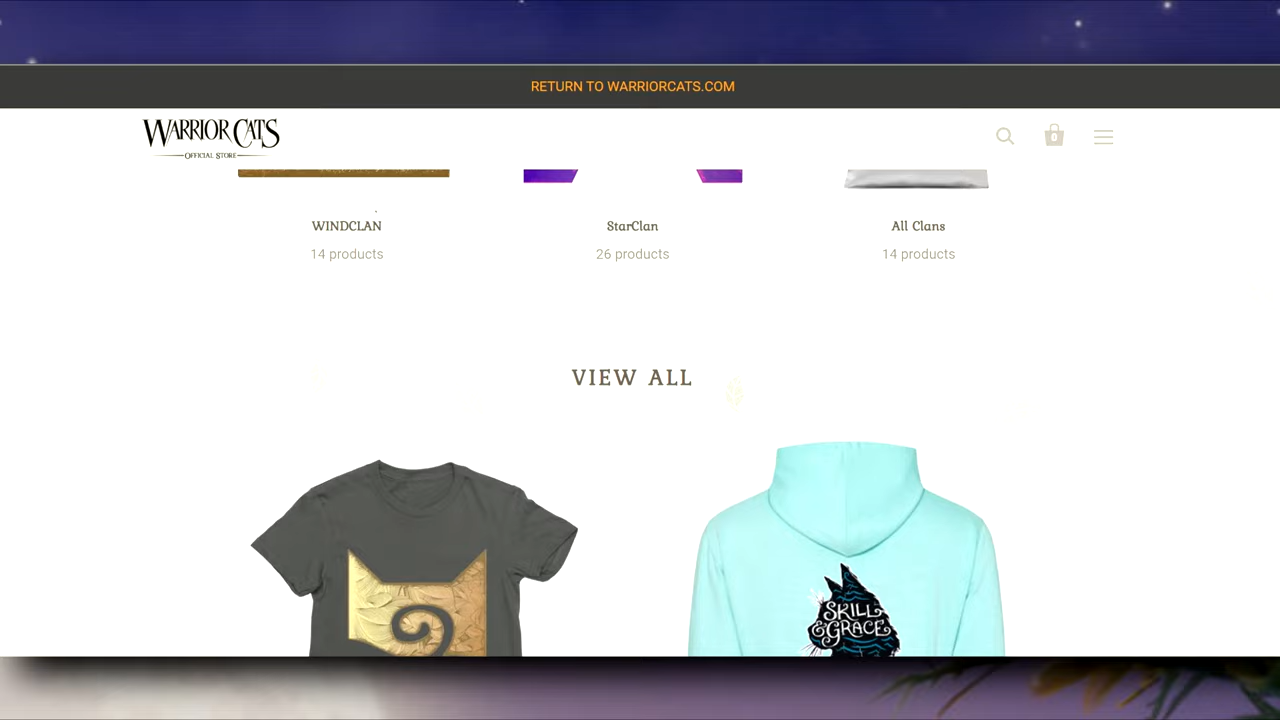 RETURN TO WARRIORCATS.COM
WARRIOR CATS
OFFICIAL STORE
0
WINDCLAN
StarClan
All Clans
14 products
26 products
14 products
VIEW ALL
SKILL
& GRACE